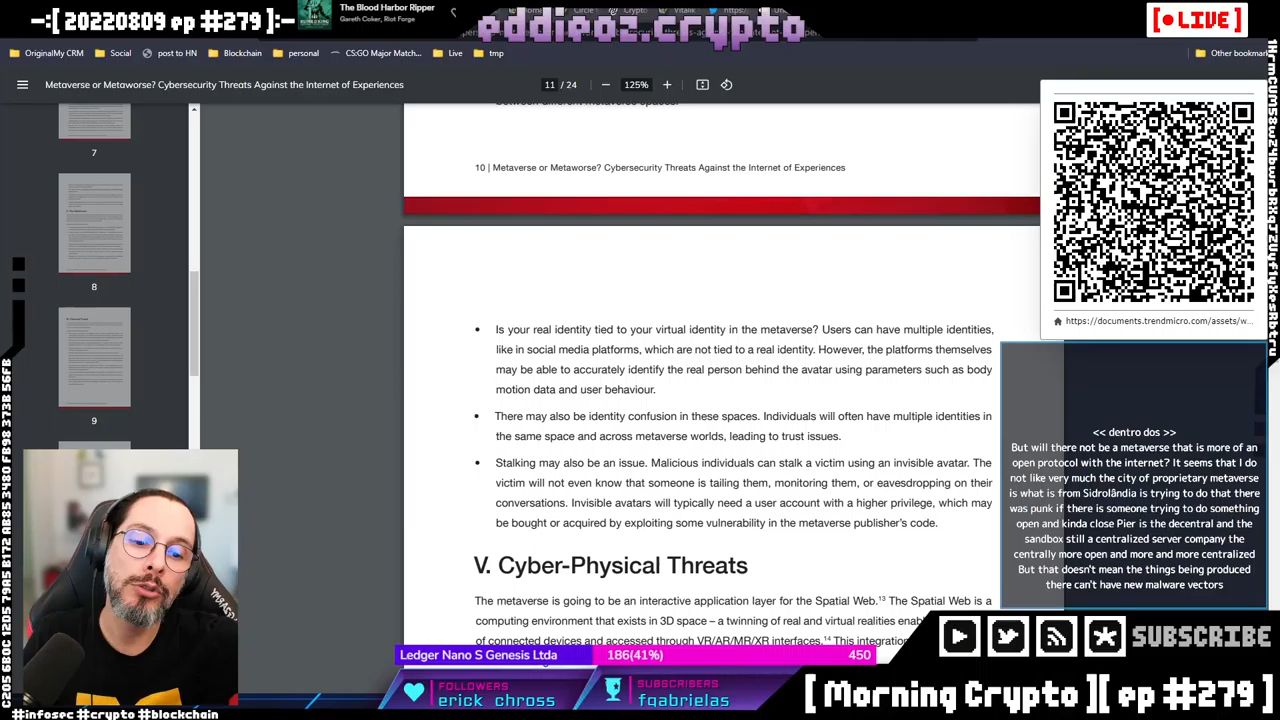 -:[ 20220809 ep #279 ]:-
The Blood Harbor Ripper
Gareth Coker, Riot Forge
eddieoz.crypto
[•LIVE]
OriginalMy CRM
Social
post to HN
Blockchain
personal
CS:GO Major Match...
Live
tmp
Other bookmar
Metaverse or Metaworse? Cybersecurity Threats Against the Internet of Experiences
11 / 24
125%
between different metaverse spaces.
10 | Metaverse or Metaworse? Cybersecurity Threats Against the Internet of Experiences
7
8
9
• Is your real identity tied to your virtual identity in the metaverse? Users can have multiple identities,
like in social media platforms, which are not tied to a real identity. However, the platforms themselves
may be able to accurately identify the real person behind the avatar using parameters such as body
motion data and user behaviour.
• There may also be identity confusion in these spaces. Individuals will often have multiple identities in
the same space and across metaverse worlds, leading to trust issues.
• Stalking may also be an issue. Malicious individuals can stalk a victim using an invisible avatar. The
victim will not even know that someone is tailing them, monitoring them, or eavesdropping on their
conversations. Invisible avatars will typically need a user account with a higher privilege, which may
be bought or acquired by exploiting some vulnerability in the metaverse publisher's code.
V. Cyber-Physical Threats
The metaverse is going to be an interactive application layer for the Spatial Web.13 The Spatial Web is a
computing environment that exists in 3D space – a twinning of real and virtual realities enab
of connected devices and accessed through VR/AR/MR/XR interfaces.14 This integration
https://documents.trendmicro.com/assets/w...
<< dentro dos >>
But will there not be a metaverse that is more of an
open protocol with the internet? It seems that I do
not like very much the city of proprietary metaverse
is what is from Sidrolândia is trying to do that there
was punk if there is someone trying to do something
open and kinda close Pier is the decentral and the
sandbox still a centralized server company the
centrally more open and more and more centralized
But that doesn't mean the things being produced
there can't have new malware vectors
SUBSCRIBE
Ledger Nano S Genesis Ltda
186(41%)
450
FOLLOWERS
erick_chross
SUBSCRIBERS
fgabrielas
[ Morning Crypto ][ ep #279 ]
#infosec #crypto #blockchain